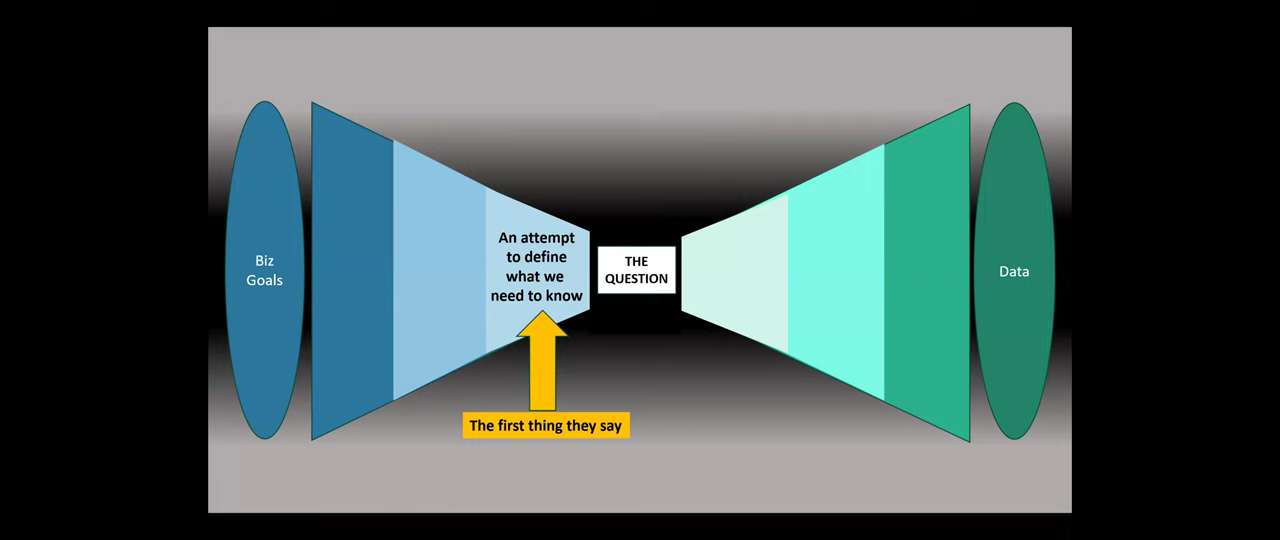 Biz
Goals
An attempt
to define
what we
need to know
THE
QUESTION
Data
The first thing they say